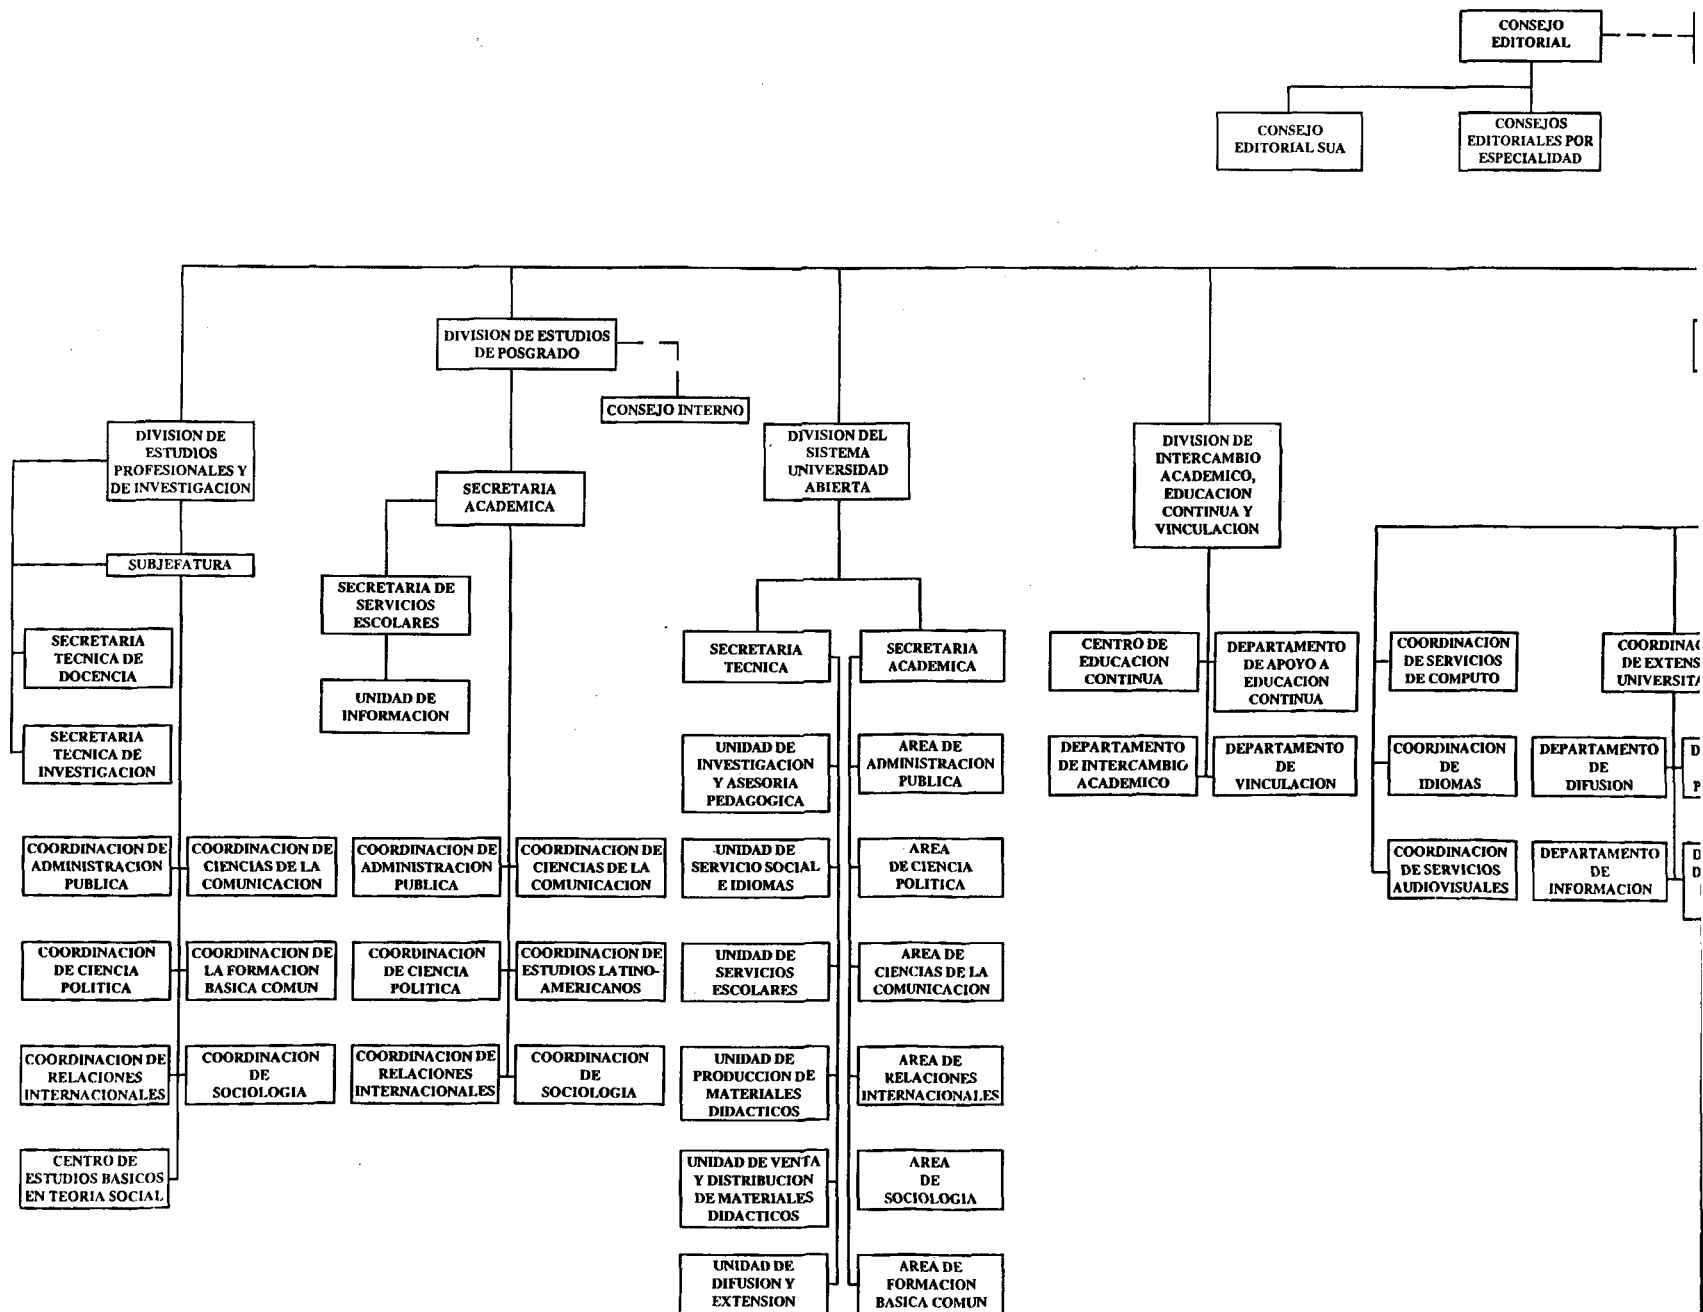 CONSEJO
EDITORIAL
CONSEJO
EDITORIAL SUA
CONSEJOS
EDITORIALES POR
ESPECIALIDAD
DIVISION DE ESTUDIOS
DE POSGRADO
CONSEJO INTERNO
DIVISION DE
ESTUDIOS
PROFESIONALES Y
DE INVESTIGACION
SECRETARIA
ACADEMICA
DIVISION DEL
SISTEMA
UNIVERSIDAD
ABIERTA
DIVISION DE
INTERCAMBIO
ACADEMICO,
EDUCACION
CONTINUA Y
VINCULACION
SUBJEFATURA
SECRETARIA DE
SERVICIOS
ESCOLARES
SECRETARIA
TECNICA DE
DOCENCIA
UNIDAD DE
INFORMACION
SECRETARIA
TECNICA DE
INVESTIGACION
SECRETARIA
TECNICA
SECRETARIA
ACADEMICA
CENTRO DE
EDUCACION
CONTINUA
DEPARTAMENTO
DE APOYO A
EDUCACION
CONTINUA
COORDINACION
DE SERVICIOS
DE COMPUTO
COORDINAC
DE EXTENS
UNIVERSITA
UNIDAD DE
INVESTIGACION
Y ASESORIA
PEDAGOGICA
AREA DE
ADMINISTRACION
PUBLICA
DEPARTAMENTO
DE INTERCAMBIO
ACADEMICO
DEPARTAMENTO
DE
VINCULACION
COORDINACION
DE
IDIOMAS
DEPARTAMENTO
DE
DIFUSION
D
P
COORDINACION DE
ADMINISTRACION
PUBLICA
COORDINACION DE
CIENCIAS DE LA
COMUNICACION
COORDINACION DE
ADMINISTRACION
PUBLICA
COORDINACION DE
CIENCIAS DE LA
COMUNICACION
UNIDAD DE
SERVICIO SOCIAL
E IDIOMAS
AREA
DE CIENCIA
POLITICA
COORDINACION
DE SERVICIOS
AUDIOVISUALES
DEPARTAMENTO
DE
INFORMACION
D
D
COORDINACION
DE CIENCIA
POLITICA
COORDINACION DE
LA FORMACION
BASICA COMUN
COORDINACION
DE CIENCIA
POLITICA
COORDINACION DE
ESTUDIOS LATINO-
AMERICANOS
UNIDAD DE
SERVICIOS
ESCOLARES
AREA DE
CIENCIAS DE LA
COMUNICACION
COORDINACION DE
RELACIONES
INTERNACIONALES
COORDINACION
DE
SOCIOLOGIA
COORDINACION DE
RELACIONES
INTERNACIONALES
COORDINACION
DE
SOCIOLOGIA
UNIDAD DE
PRODUCCION DE
MATERIALES
DIDACTICOS
AREA DE
RELACIONES
INTERNACIONALES
CENTRO DE
ESTUDIOS BASICOS
EN TEORIA SOCIAL
UNIDAD DE VENTA
Y DISTRIBUCION
DE MATERIALES
DIDACTICOS
AREA
DE
SOCIOLOGIA
UNIDAD DE
DIFUSION Y
EXTENSION
AREA DE
FORMACION
BASICA COMUN